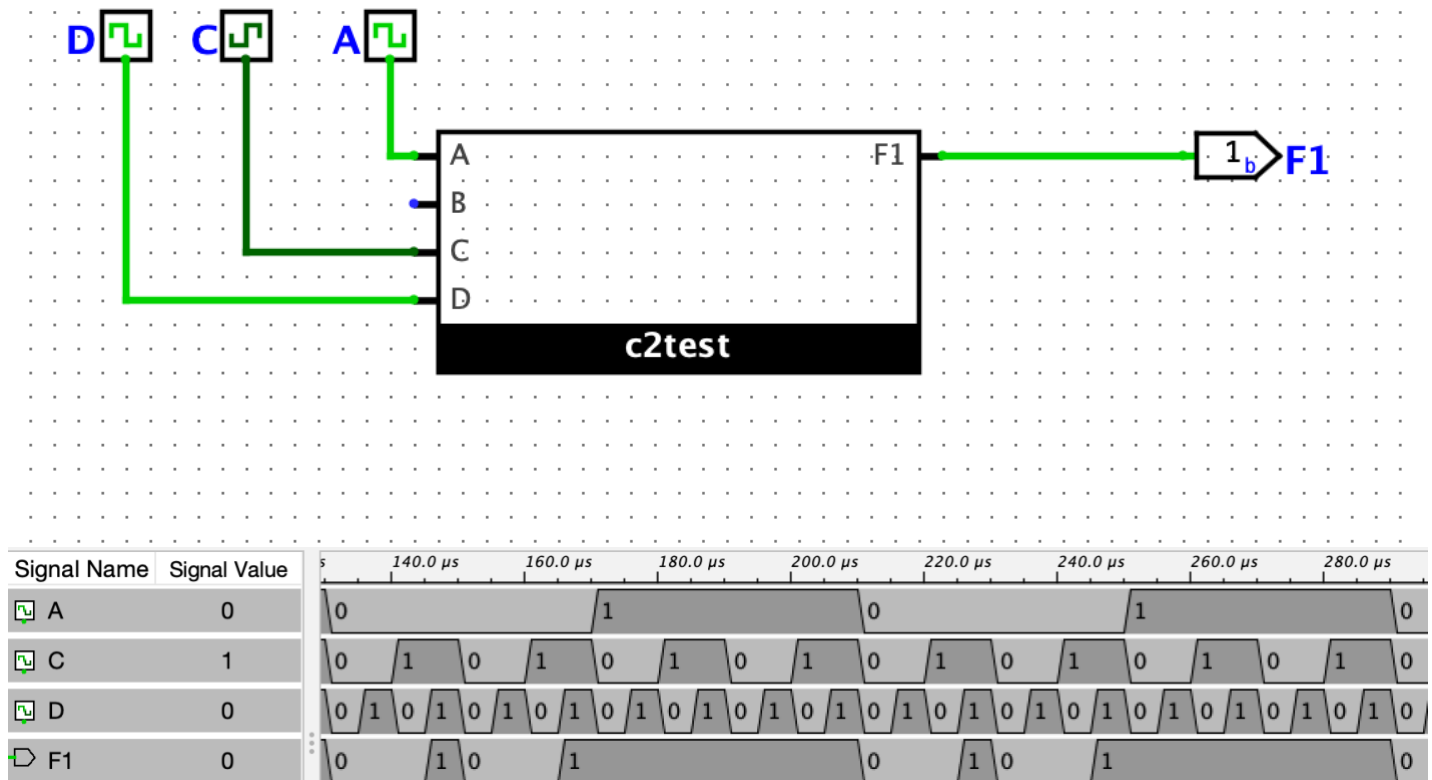 D C A
A F1
1b F1
B
C
D
c2test
Signal Name Signal Value 140.0 µs 160.0 µs 180.0 µs 200.0 µs 220.0 µs 240.0 µs 260.0 µs 280.0 µs
A 0 0 1 0 1 0
C 1 0 1 0 1 0 1 0 1 0 1 0 1 0 1 0 1 0
D 0 0 1 0 1 0 1 0 1 0 1 0 1 0 1 0 1 0 1 0 1 0 1 0 1 0 1 0 1 0 1 0 1 0
F1 0 0 1 0 1 0 1 0 1 0